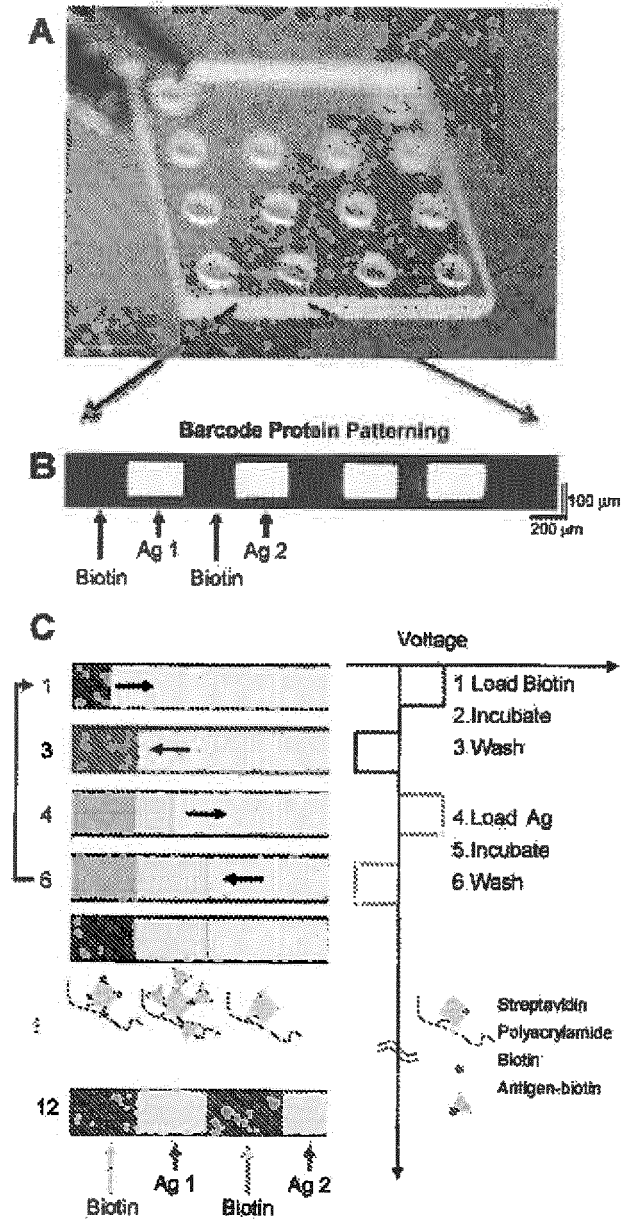 A
Barcode Protein Patterning
B
100 μm
200 μm
Ag 1
Ag 2
Biotin
Biotin
C
Voltage
1
1 Load Biotin
2.Incubate
3
3.Wash
4
4.Load Ag
5.Incubate
6
6.Wash
Streptavidin
Polyacrylamide
Biotin
Antigen-biotin
12
Ag 1
Ag 2
Biotin
Biotin